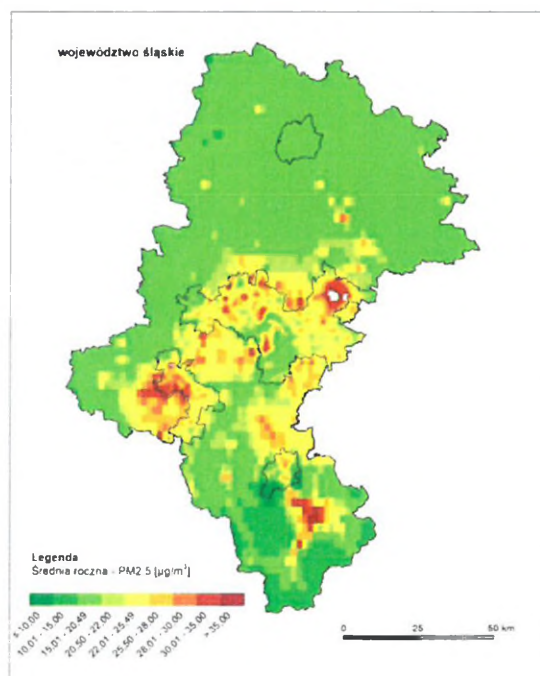 województwo śląskie
Legenda
Średnia roczna - PM2.5 [µg/m³]
≤ 10,00
10,01 - 15,00
15,01 - 20,49
20,50 - 22,00
22,01 - 25,49
25,50 - 28,00
28,01 - 30,00
30,01 - 35,00
> 35,00
0 25 50 km